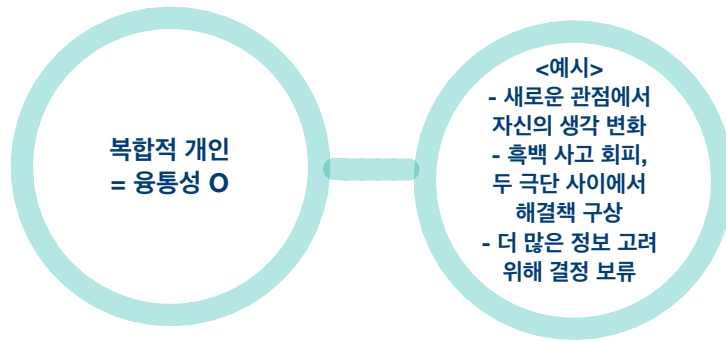 복합적 개인
= 융통성 O
<예시>
- 새로운 관점에서
자신의 생각 변화
- 흑백 사고 회피,
두 극단 사이에서
해결책 구상
- 더 많은 정보 고려
위해 결정 보류